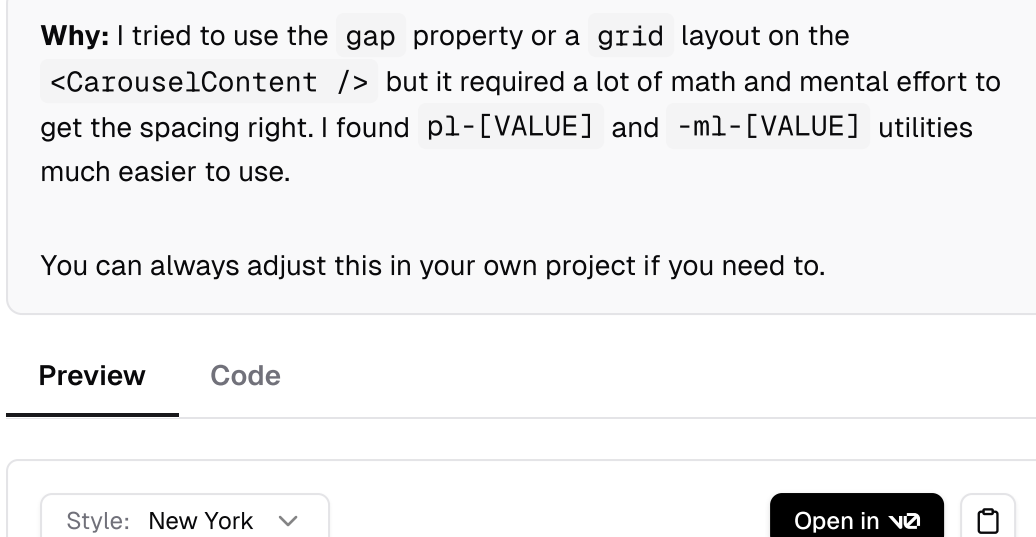 Why: I tried to use the gap property or a grid layout on the
<CarouselContent /> but it required a lot of math and mental effort to
get the spacing right. I found pl-[VALUE] and -ml-[VALUE] utilities
much easier to use.
You can always adjust this in your own project if you need to.
Preview Code
Style: New York Open in v0